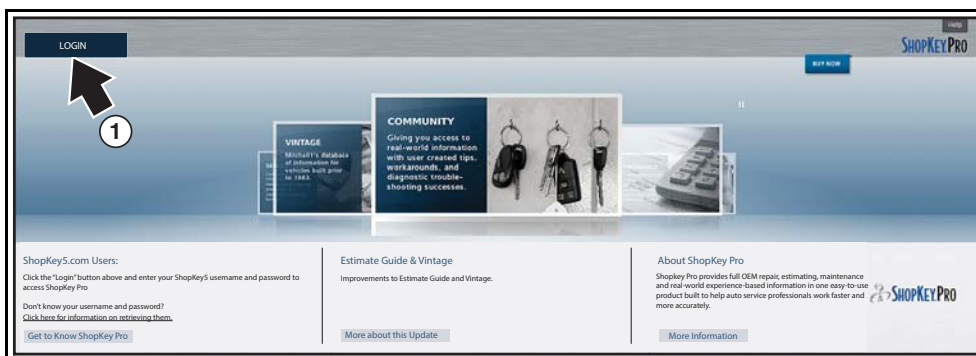 Help
LOGIN
SHOPKEY PRO
BUY NOW
1
COMMUNITY
Giving you access to
real-world information
with user created tips,
workarounds, and
diagnostic trouble-
shooting successes.
VINTAGE
Mitchell1's database
of information for
vehicles built prior
to 1983.
ShopKey5.com Users:
Click the "Login" button above and enter your ShopKey5 username and password to
access ShopKey Pro
Don't know your username and password?
Click here for information on retrieving them.
Get to Know ShopKey Pro
Estimate Guide & Vintage
Improvements to Estimate Guide and Vintage.
More about this Update
About ShopKey Pro
Shopkey Pro provides full OEM repair, estimating, maintenance
and real-world experience-based information in one easy-to-use
product built to help auto service professionals work faster and
more accurately.
More Information
SHOPKEY PRO